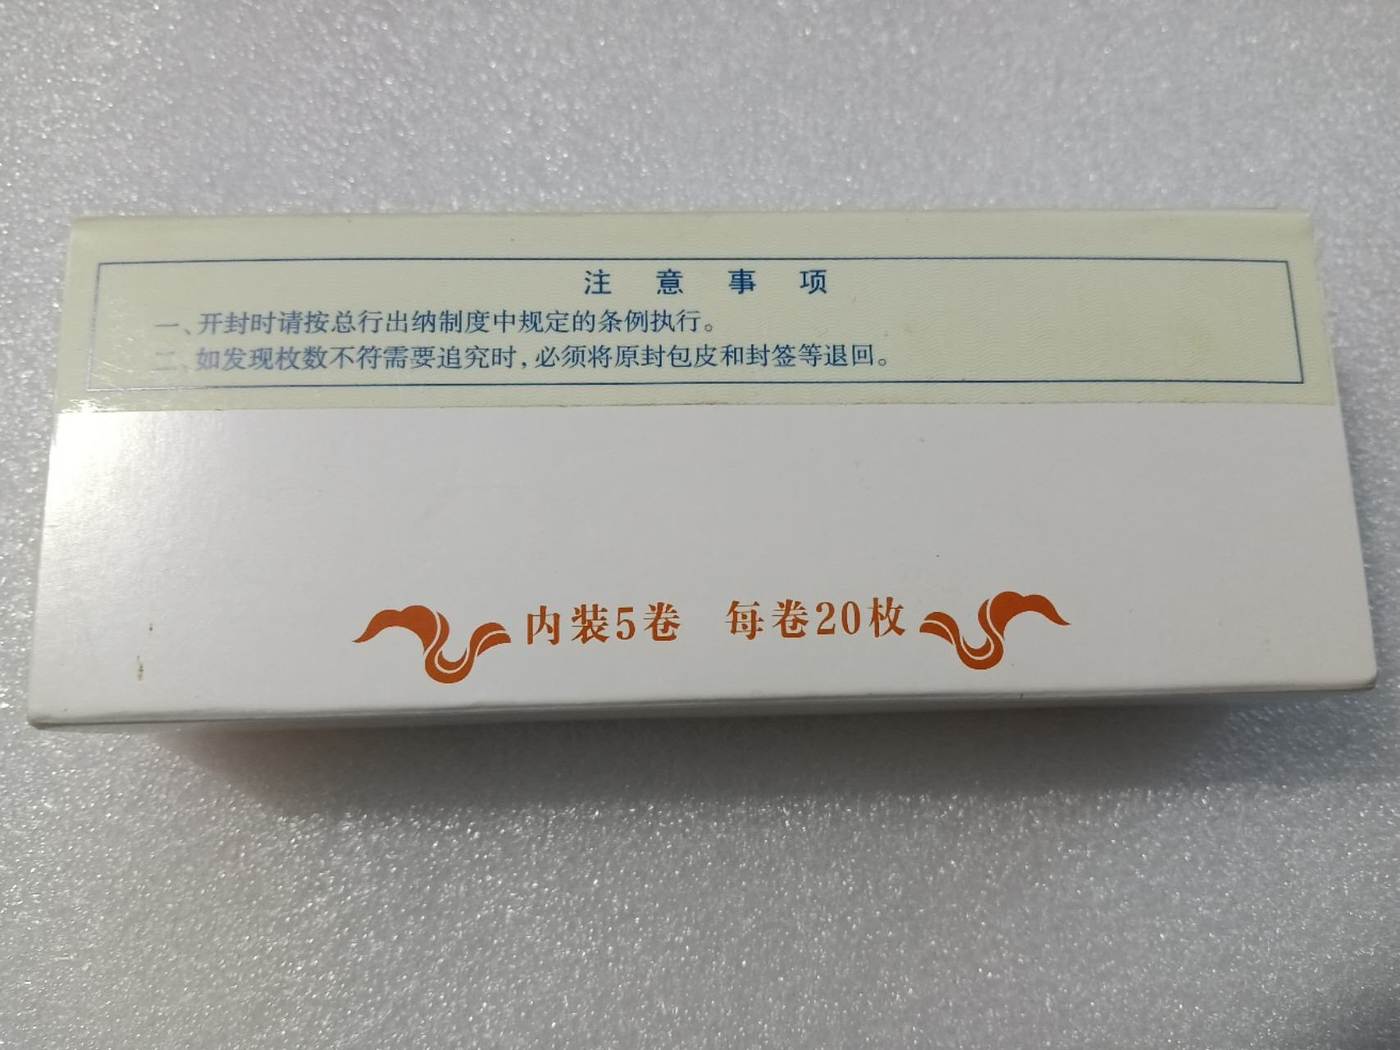 注意事项
一、开封时请按总行出纳制度中规定的条例执行。
二、如发现枚数不符需要追究时，必须将原封包皮和封签等退回。
内装5卷 每卷20枚